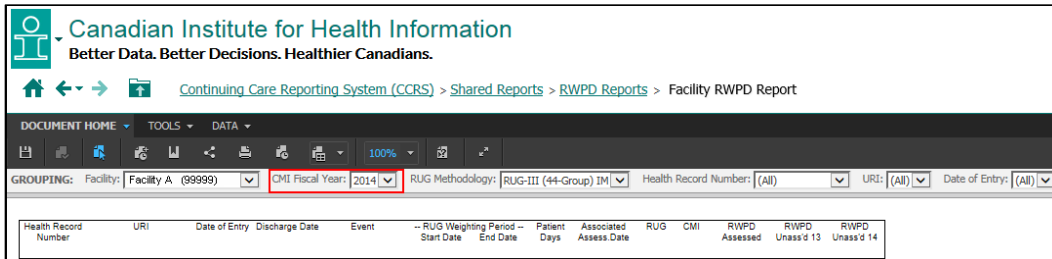 Canadian Institute for Health Information
Better Data. Better Decisions. Healthier Canadians.
Continuing Care Reporting System (CCRS) > Shared Reports > RWPD Reports > Facility RWPD Report
DOCUMENT HOME TOOLS DATA
100%
GROUPING: Facility: Facility A (99999) CMI Fiscal Year: 2014 RUG Methodology: RUG-III (44-Group) IM Health Record Number: (All) URI: (All) Date of Entry: (All)
Health Record URI Date of Entry Discharge Date Event -- RUG Weighting Period -- Patient Associated RUG CMI RWPD RWPD RWPD
Number Start Date End Date Days Assess.Date Assessed Unass'd 13 Unass'd 14